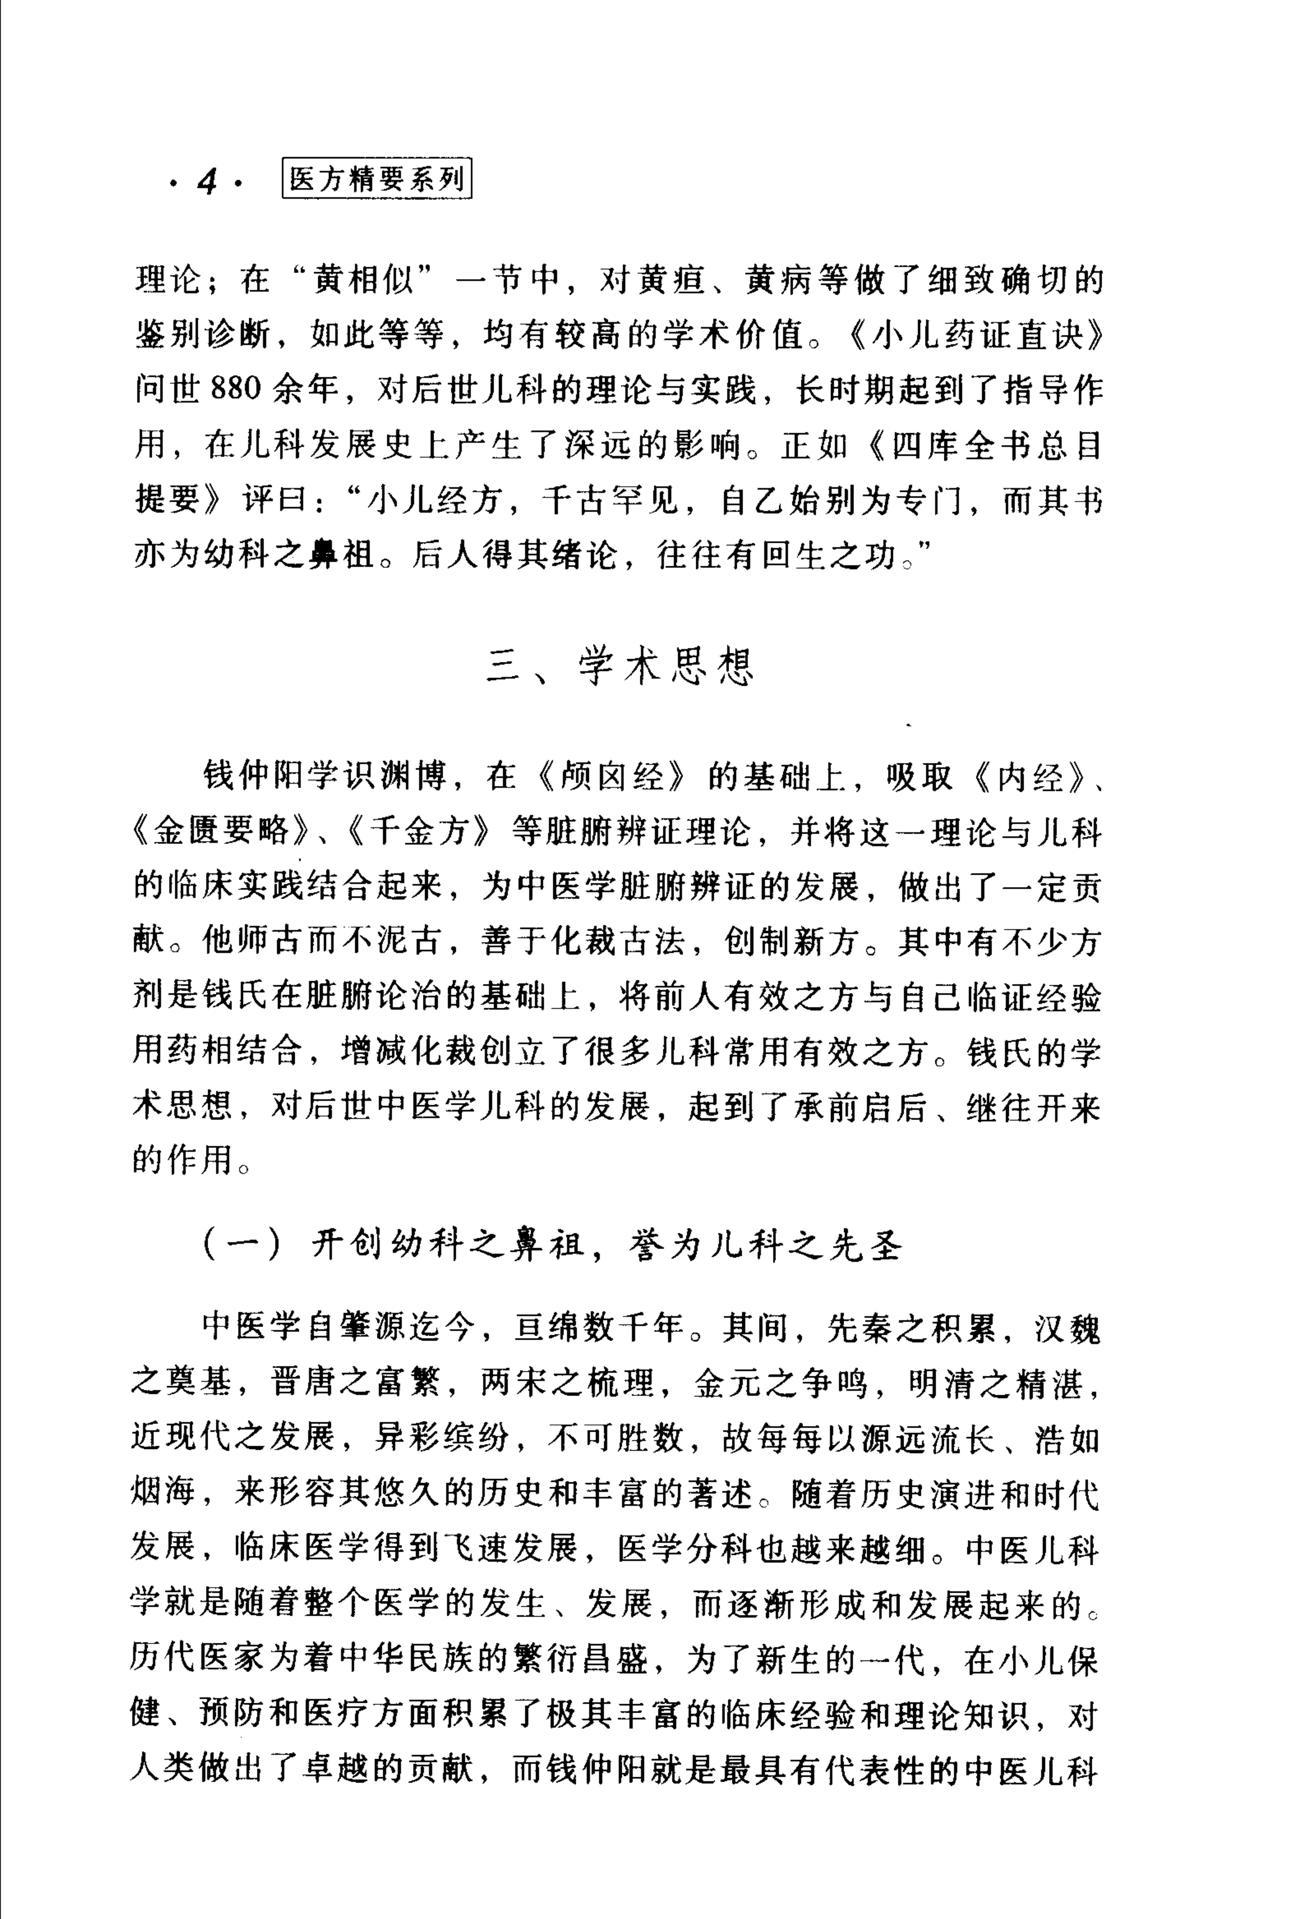 ·4· 医方精要系列
理论；在“黄相似”一节中，对黄疸、黄病等做了细致确切的
鉴别诊断，如此等等，均有较高的学术价值。《小儿药证直诀》
问世 880 余年，对后世儿科的理论与实践，长时期起到了指导作
用，在儿科发展史上产生了深远的影响。正如《四库全书总目
提要》评曰：“小儿经方，千古罕见，自乙始别为专门，而其书
亦为幼科之鼻祖。后人得其绪论，往往有回生之功。”
三、学术思想
钱仲阳学识渊博，在《颅囟经》的基础上，吸取《内经》、
《金匮要略》、《千金方》等脏腑辨证理论，并将这一理论与儿科
的临床实践结合起来，为中医学脏腑辨证的发展，做出了一定贡
献。他师古而不泥古，善于化裁古法，创制新方。其中有不少方
剂是钱氏在脏腑论治的基础上，将前人有效之方与自己临证经验
用药相结合，增减化裁创立了很多儿科常用有效之方。钱氏的学
术思想，对后世中医学儿科的发展，起到了承前启后、继往开来
的作用。
（一）开创幼科之鼻祖，誉为儿科之先圣
中医学自肇源迄今，亘绵数千年。其间，先秦之积累，汉魏
之奠基，晋唐之富繁，两宋之梳理，金元之争鸣，明清之精湛，
近现代之发展，异彩缤纷，不可胜数，故每每以源远流长、浩如
烟海，来形容其悠久的历史和丰富的著述。随着历史演进和时代
发展，临床医学得到飞速发展，医学分科也越来越细。中医儿科
学就是随着整个医学的发生、发展，而逐渐形成和发展起来的。
历代医家为着中华民族的繁衍昌盛，为了新生的一代，在小儿保
健、预防和医疗方面积累了极其丰富的临床经验和理论知识，对
人类做出了卓越的贡献，而钱仲阳就是最具有代表性的中医儿科